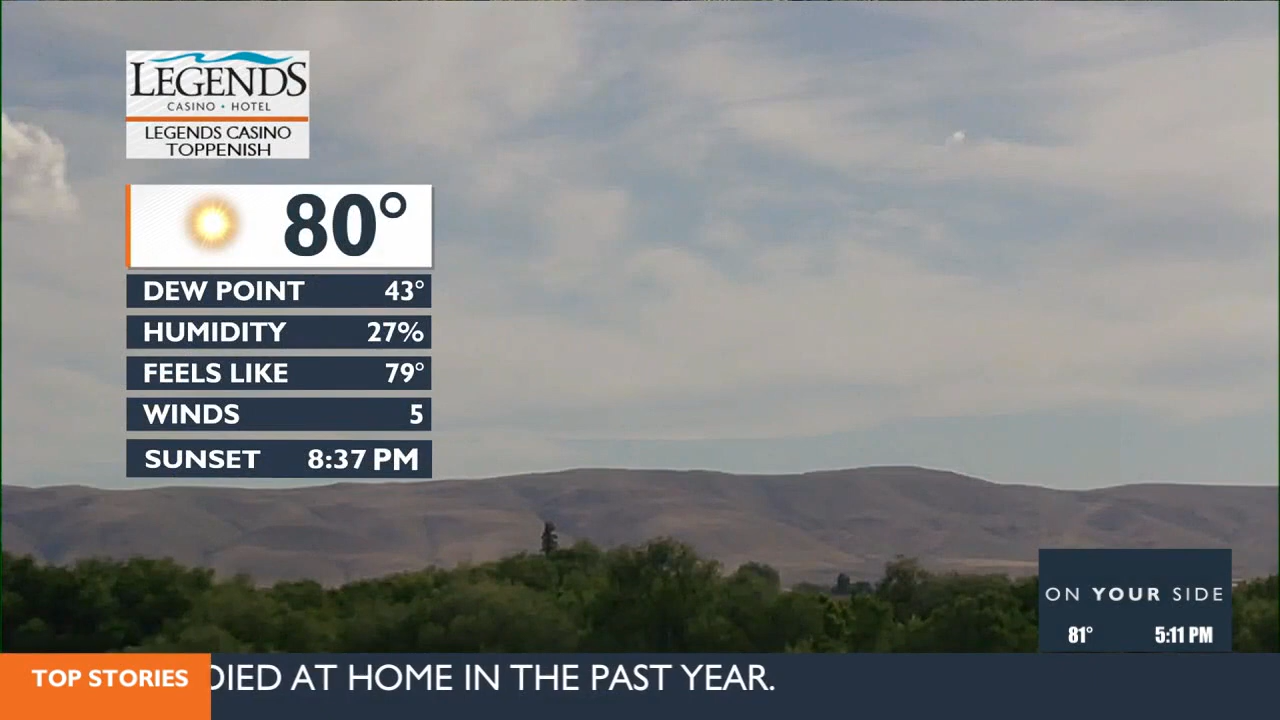 LEGENDS
CASINO • HOTEL
LEGENDS CASINO
TOPPENISH
80°
DEW POINT 43°
HUMIDITY 27%
FEELS LIKE 79°
WINDS 5
SUNSET 8:37 PM
ON YOUR SIDE
81° 5:11 PM
TOP STORIES DIED AT HOME IN THE PAST YEAR.